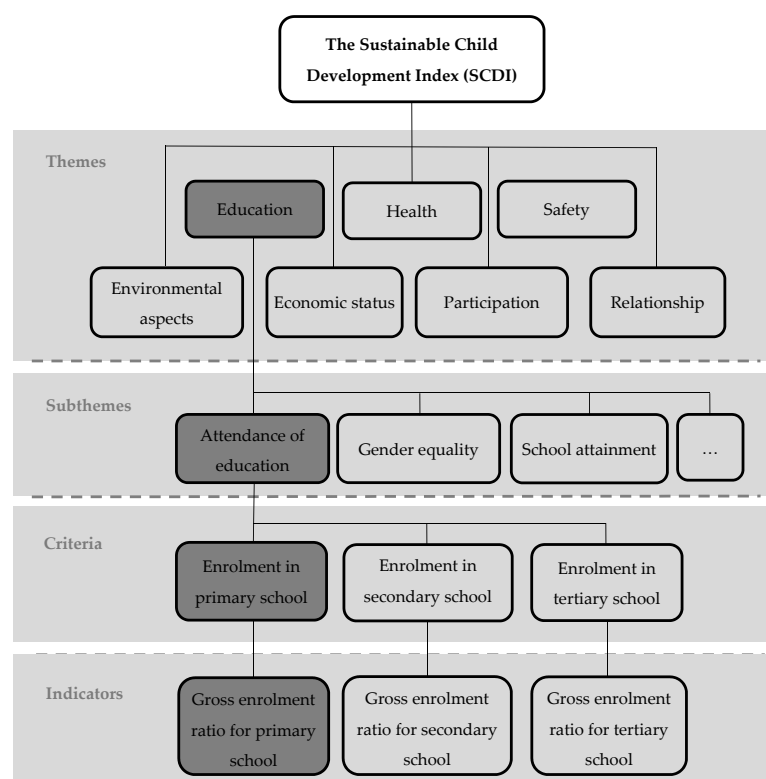 The Sustainable Child
Development Index (SCDI)
Themes
Education
Health
Safety
Environmental
aspects
Economic status
Participation
Relationship
Subthemes
Attendance of
education
Gender equality
School attainment
…
Criteria
Enrolment in
primary school
Enrolment in
secondary school
Enrolment in
tertiary school
Indicators
Gross enrolment
ratio for primary
school
Gross enrolment
ratio for secondary
school
Gross enrolment
ratio for tertiary
school